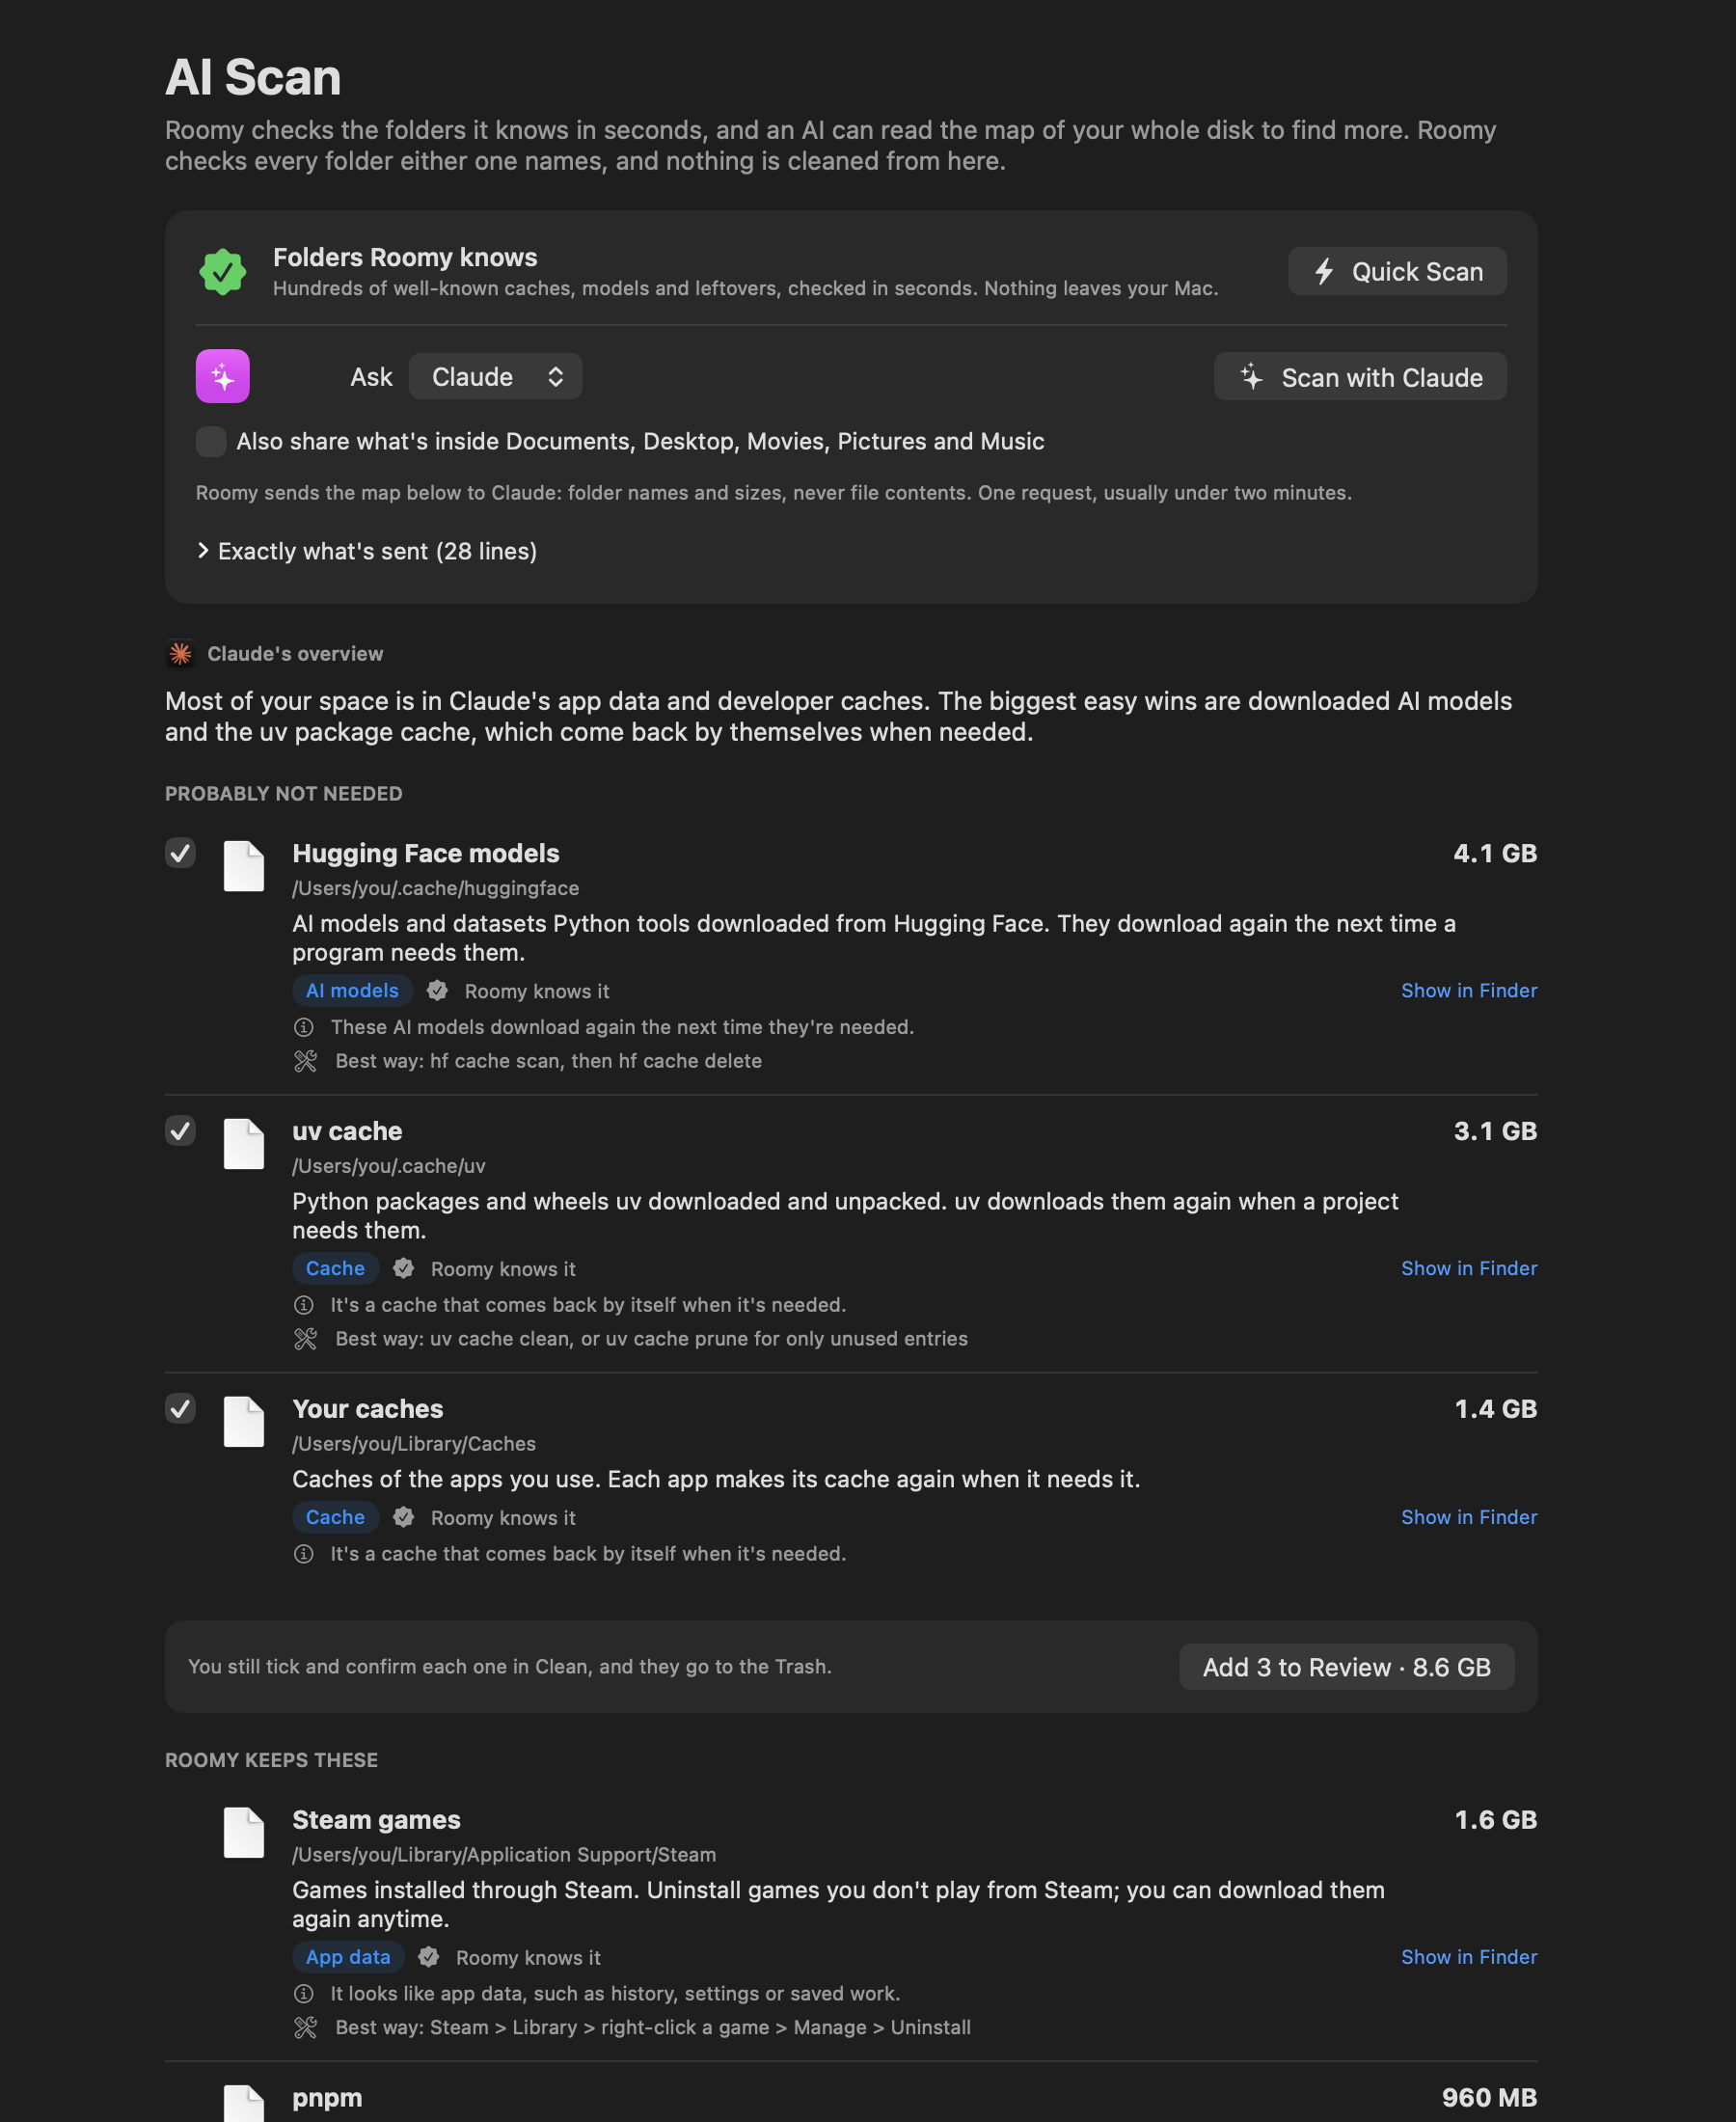 AI Scan
Roomy checks the folders it knows in seconds, and an AI can read the map of your whole disk to find more. Roomy
checks every folder either one names, and nothing is cleaned from here.
Folders Roomy knows
Hundreds of well-known caches, models and leftovers, checked in seconds. Nothing leaves your Mac.
Quick Scan
Ask
Claude
Scan with Claude
Also share what's inside Documents, Desktop, Movies, Pictures and Music
Roomy sends the map below to Claude: folder names and sizes, never file contents. One request, usually under two minutes.
Exactly what's sent (28 lines)
Claude's overview
Most of your space is in Claude's app data and developer caches. The biggest easy wins are downloaded AI models
and the uv package cache, which come back by themselves when needed.
PROBABLY NOT NEEDED
Hugging Face models
4.1 GB
/Users/you/.cache/huggingface
AI models and datasets Python tools downloaded from Hugging Face. They download again the next time a
program needs them.
AI models
Roomy knows it
Show in Finder
These AI models download again the next time they're needed.
Best way: hf cache scan, then hf cache delete
uv cache
3.1 GB
/Users/you/.cache/uv
Python packages and wheels uv downloaded and unpacked. uv downloads them again when a project
needs them.
Cache
Roomy knows it
Show in Finder
It's a cache that comes back by itself when it's needed.
Best way: uv cache clean, or uv cache prune for only unused entries
Your caches
1.4 GB
/Users/you/Library/Caches
Caches of the apps you use. Each app makes its cache again when it needs it.
Cache
Roomy knows it
Show in Finder
It's a cache that comes back by itself when it's needed.
You still tick and confirm each one in Clean, and they go to the Trash.
Add 3 to Review · 8.6 GB
ROOMY KEEPS THESE
Steam games
1.6 GB
/Users/you/Library/Application Support/Steam
Games installed through Steam. Uninstall games you don't play from Steam; you can download them
again anytime.
App data
Roomy knows it
Show in Finder
It looks like app data, such as history, settings or saved work.
Best way: Steam > Library > right-click a game > Manage > Uninstall
pnpm
960 MB